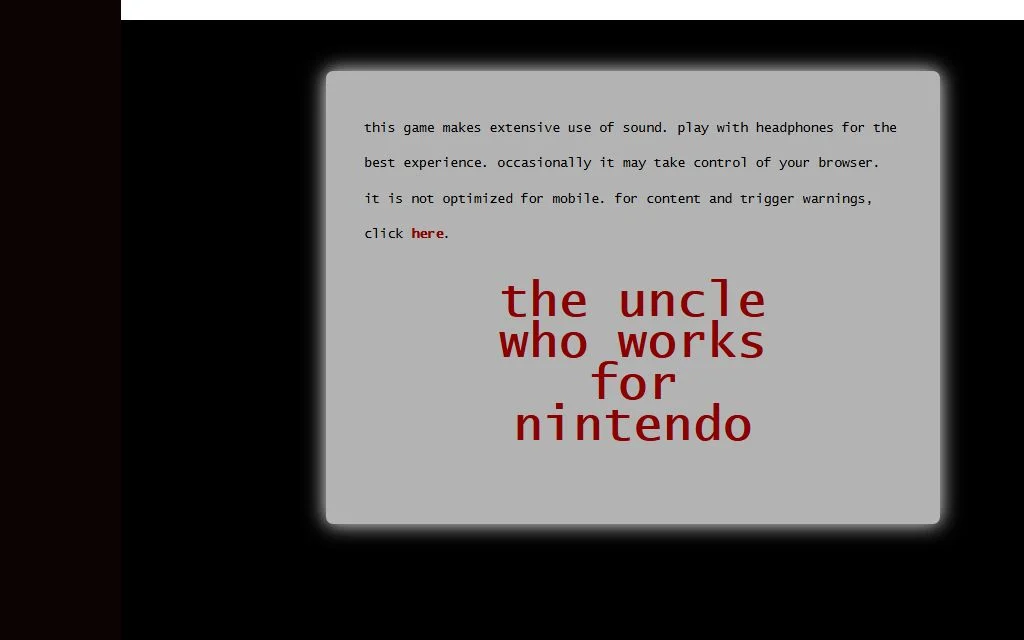 this game makes extensive use of sound. play with headphones for the
best experience. occasionally it may take control of your browser.
it is not optimized for mobile. for content and trigger warnings,
click here.
the uncle
who works
for
nintendo